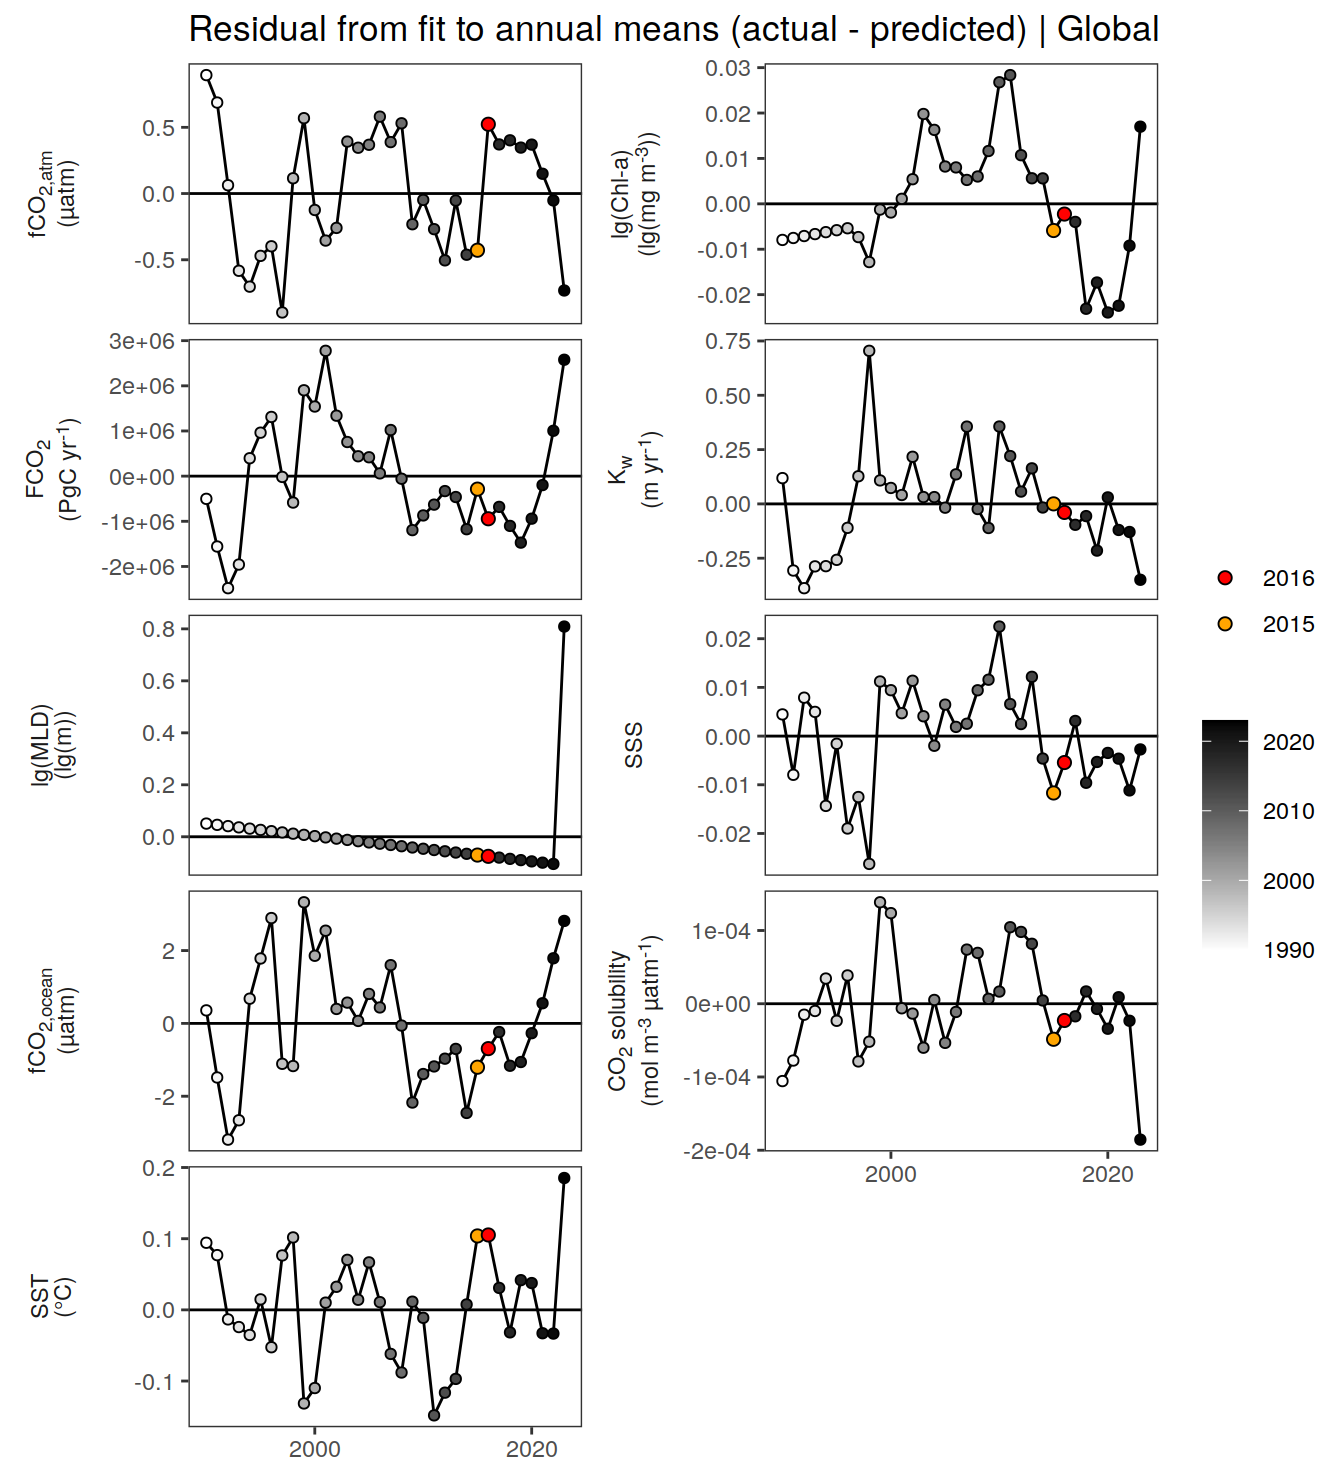 Residual from fit to annual means (actual - predicted) | Global
fCO2,atm
(µatm)
0.5
0.0
-0.5
lg(Chl-a)
(lg(mg m-3))
0.03
0.02
0.01
0.00
-0.01
-0.02
FCO2
(PgC yr-1)
3e+06
2e+06
1e+06
0e+00
-1e+06
-2e+06
Kw
(m yr-1)
0.75
0.50
0.25
0.00
-0.25
lg(MLD)
(lg(m))
0.8
0.6
0.4
0.2
0.0
SSS
0.02
0.01
0.00
-0.01
-0.02
fCO2,ocean
(µatm)
2
0
-2
CO2 solubility
(mol m-3 µatm-1)
1e-04
0e+00
-1e-04
-2e-04
2000
2020
SST
(°C)
0.2
0.1
0.0
-0.1
2000
2020
2016
2015
2020
2010
2000
1990